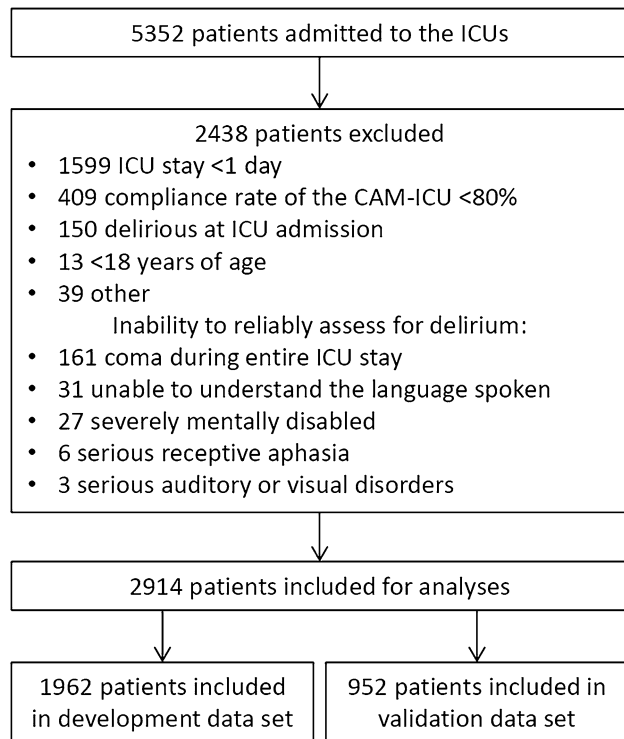 5352 patients admitted to the ICUs
2438 patients excluded
• 1599 ICU stay <1 day
• 409 compliance rate of the CAM-ICU <80%
• 150 delirious at ICU admission
• 13 <18 years of age
• 39 other
Inability to reliably assess for delirium:
• 161 coma during entire ICU stay
• 31 unable to understand the language spoken
• 27 severely mentally disabled
• 6 serious receptive aphasia
• 3 serious auditory or visual disorders
2914 patients included for analyses
1962 patients included
in development data set
952 patients included in
validation data set